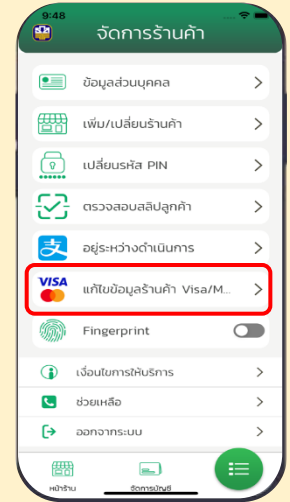 9:48
จัดการร้านค้า
ข้อมูลส่วนบุคคล
เพิ่ม/เปลี่ยนร้านค้า
เปลี่ยนรหัส PIN
ตรวจสอบสลิปลูกค้า
อยู่ระหว่างดำเนินการ
VISA
แก้ไขข้อมูลร้านค้า Visa/M...
Fingerprint
เงื่อนไขการให้บริการ
ช่วยเหลือ
ออกจากระบบ
หน้าร้าน
จัดการบัญชี